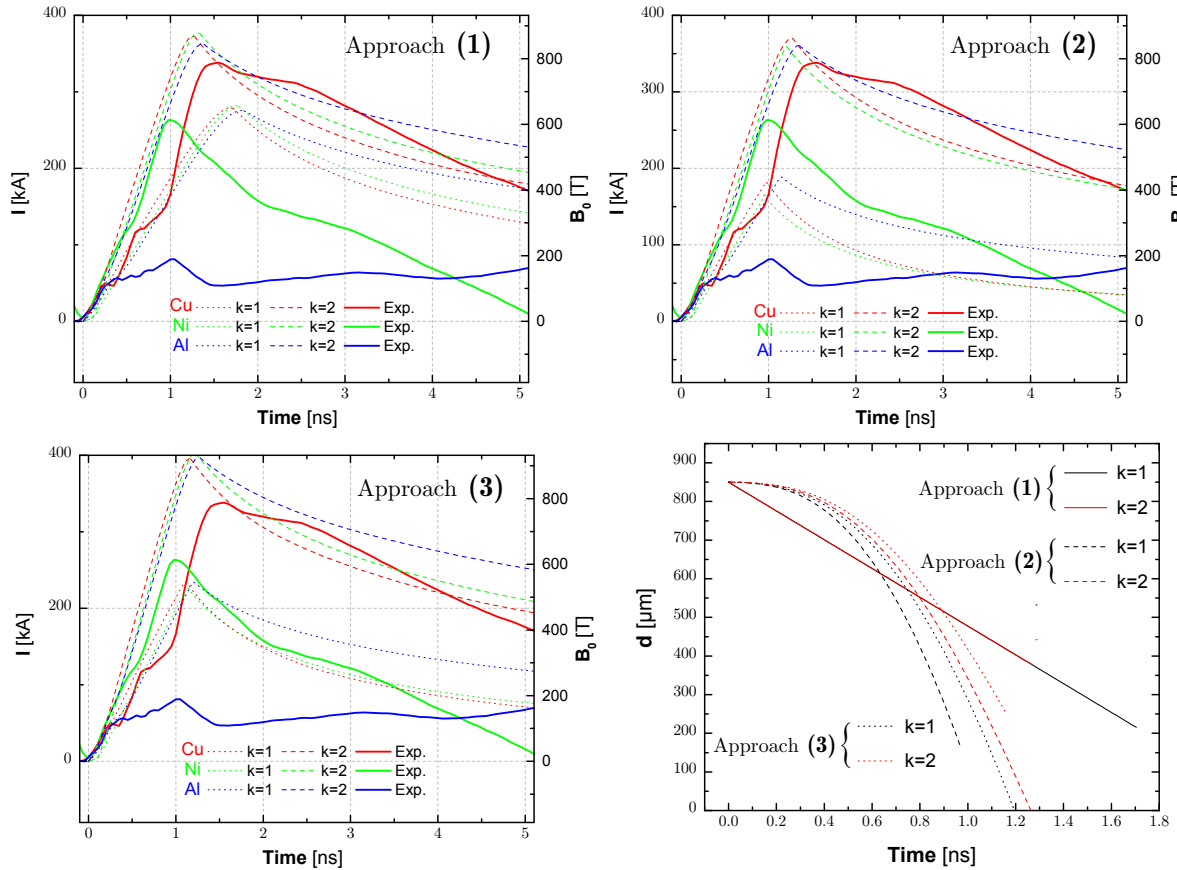 Approach (1)
I [kA]
B₀ [T]
400
200
0
800
600
400
200
0
Cu k=1 k=2 Exp.
Ni k=1 k=2 Exp.
Al k=1 k=2 Exp.
0 1 2 3 4 5
Time [ns]
Approach (2)
I [kA]
B
400
300
200
100
0
800
600
400
200
0
Cu k=1 k=2 Exp.
Ni k=1 k=2 Exp.
Al k=1 k=2 Exp.
0 1 2 3 4 5
Time [ns]
Approach (3)
I [kA]
B₀ [T]
400
200
0
800
600
400
200
0
Cu k=1 k=2 Exp.
Ni k=1 k=2 Exp.
Al k=1 k=2 Exp.
0 1 2 3 4 5
Time [ns]
d [µm]
900
800
700
600
500
400
300
200
100
0
Approach (1) k=1
k=2
Approach (2) k=1
k=2
Approach (3) k=1
k=2
0.0 0.2 0.4 0.6 0.8 1.0 1.2 1.4 1.6 1.8
Time [ns]